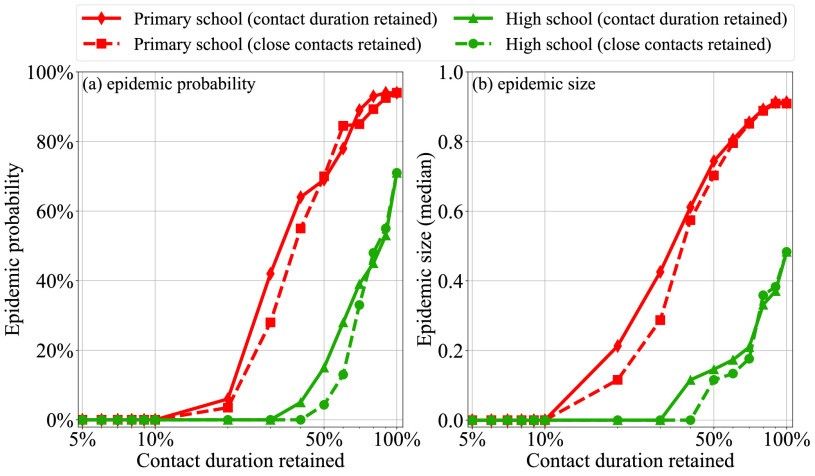 Primary school (contact duration retained)
High school (contact duration retained)
Primary school (close contacts retained)
High school (close contacts retained)
(a) epidemic probability
Epidemic probability
100%
80%
60%
40%
20%
0%
5%
10%
50%
100%
Contact duration retained
(b) epidemic size
Epidemic size (median)
1.0
0.8
0.6
0.4
0.2
0.0
5%
10%
50%
100%
Contact duration retained